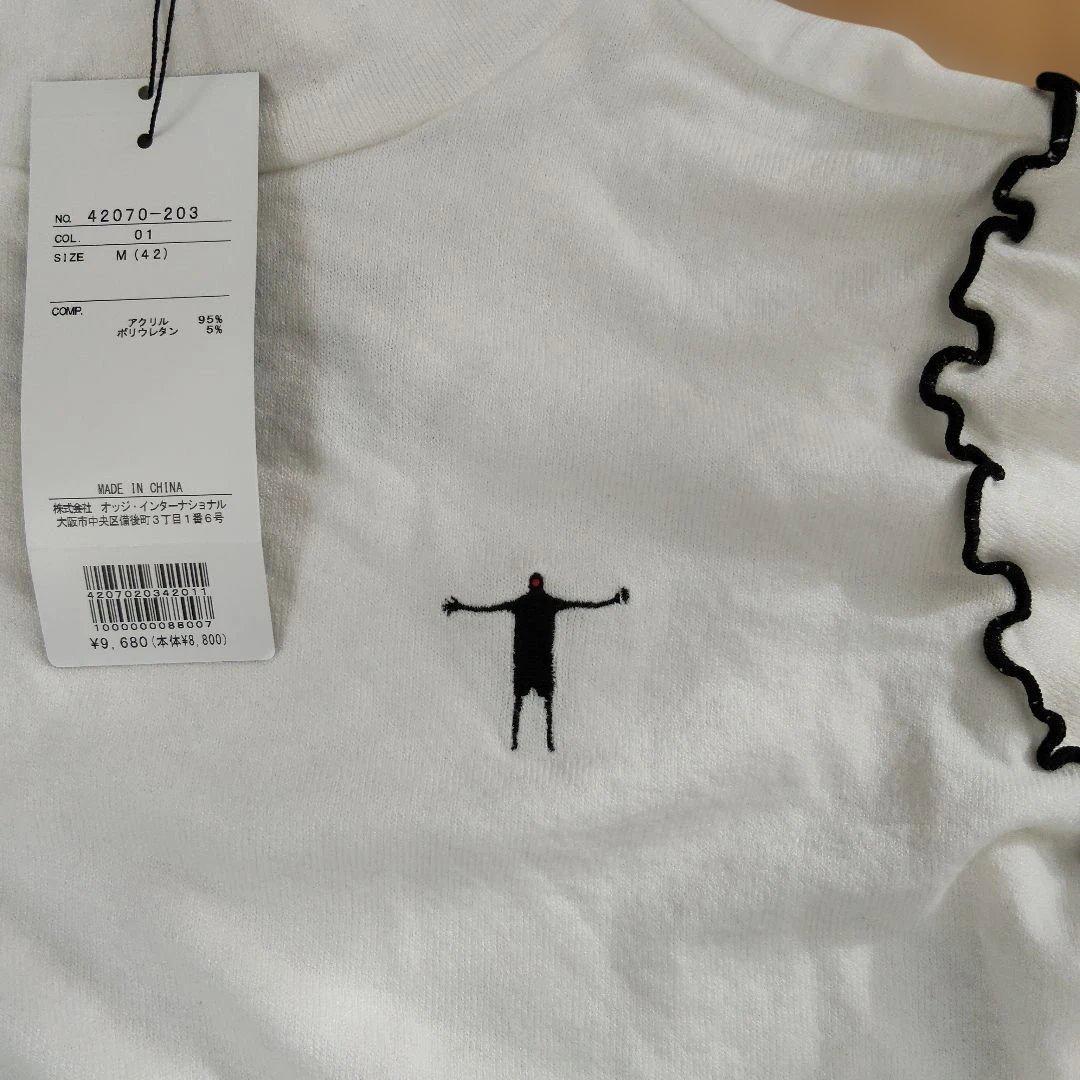 NO. 42070-203
COL. 01
SIZE M(42)
COMP.
アクリル 95%
ポリウレタン 5%
MADE IN CHINA
株式会社 オッジ・インターナショナル
大阪市中央区備後町3丁目1番6号
4207020342011
1000000088007
¥9,680(本体¥8,800)